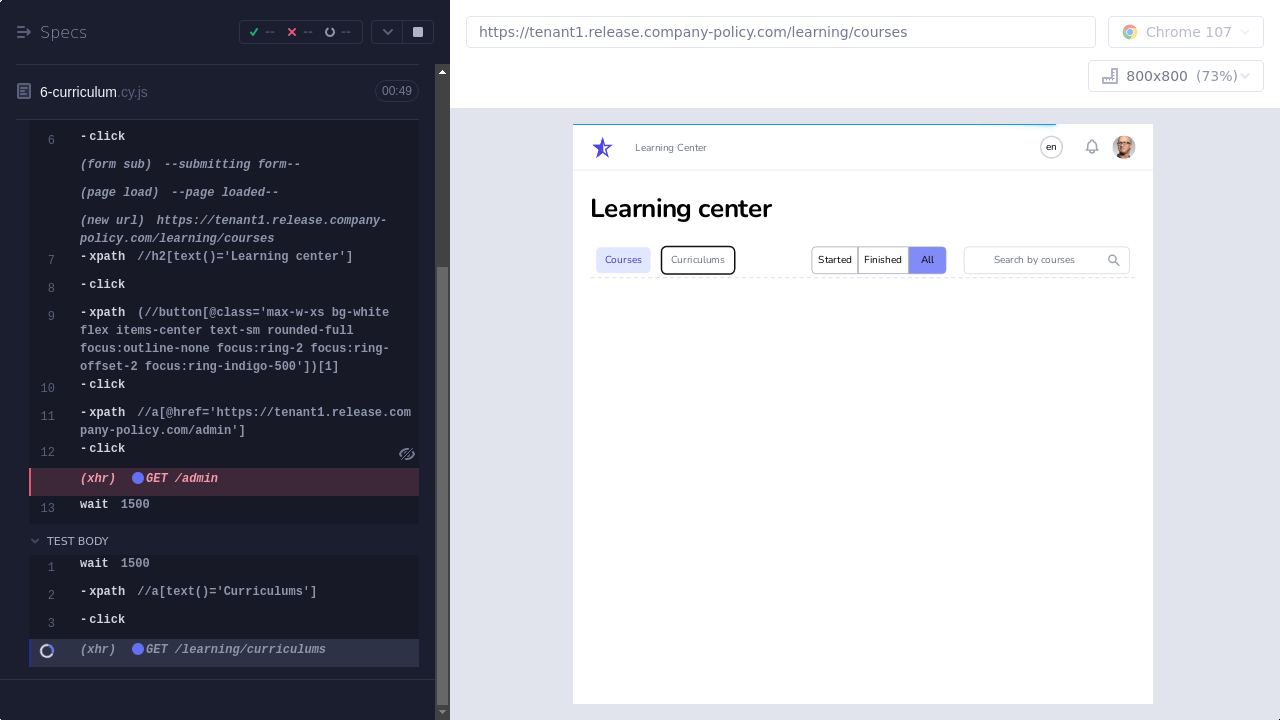 Specs
-- -- --
6-curriculum.cy.js
00:49
6 -click
(form sub) --submitting form--
(page load) --page loaded--
(new url) https://tenant1.release.company-
policy.com/learning/courses
7 -xpath //h2[text()='Learning center']
8 -click
9 -xpath (//button[@class='max-w-xs bg-white
flex items-center text-sm rounded-full
focus:outline-none focus:ring-2 focus:ring-
offset-2 focus:ring-indigo-500'])[1]
10 -click
11 -xpath //a[@href='https://tenant1.release.com
pany-policy.com/admin']
12 -click
(xhr) GET /admin
13 wait 1500
TEST BODY
1 wait 1500
2 -xpath //a[text()='Curriculums']
3 -click
(xhr) GET /learning/curriculums
https://tenant1.release.company-policy.com/learning/courses
Chrome 107
800x800 (73%)
Learning Center
en
Learning center
Courses
Curriculums
Started
Finished
All
Search by courses